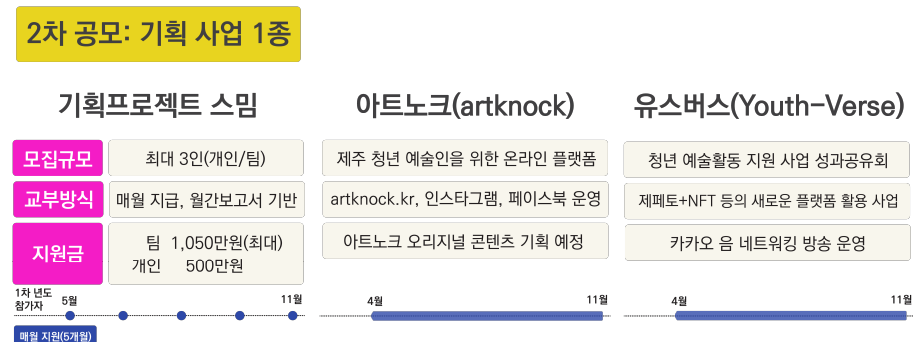 2차 공모: 기획 사업 1종
기획프로젝트 스밈
모집규모
최대 3인(개인/팀)
교부방식
매월 지급, 월간보고서 기반
지원금
팀 1,050만원(최대)
개인 500만원
1차 년도
참가자
5월
11월
매월 지원(5개월)
아트노크(artknock)
제주 청년 예술인을 위한 온라인 플랫폼
artknock.kr, 인스타그램, 페이스북 운영
아트노크 오리지널 콘텐츠 기획 예정
4월
11월
유스버스(Youth-Verse)
청년 예술활동 지원 사업 성과공유회
제페토+NFT 등의 새로운 플랫폼 활용 사업
카카오 음 네트워킹 방송 운영
4월
11월